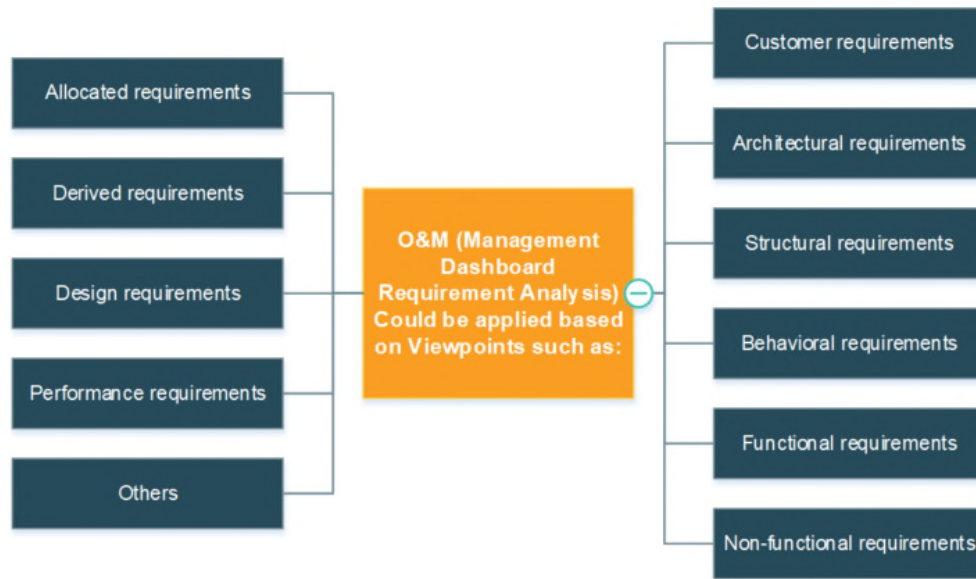 Allocated requirements
Derived requirements
Design requirements
Performance requirements
Others
O&M (Management
Dashboard
Requirement Analysis)
Could be applied based
on Viewpoints such as:
Customer requirements
Architectural requirements
Structural requirements
Behavioral requirements
Functional requirements
Non-functional requirements